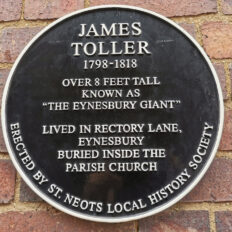 JAMES
TOLLER
1798-1818
OVER 8 FEET TALL
KNOWN AS
"THE EYNESBURY GIANT"
LIVED IN RECTORY LANE,
EYNESBURY
BURIED INSIDE THE
PARISH CHURCH
ERECTED BY ST. NEOTS LOCAL HISTORY SOCIETY